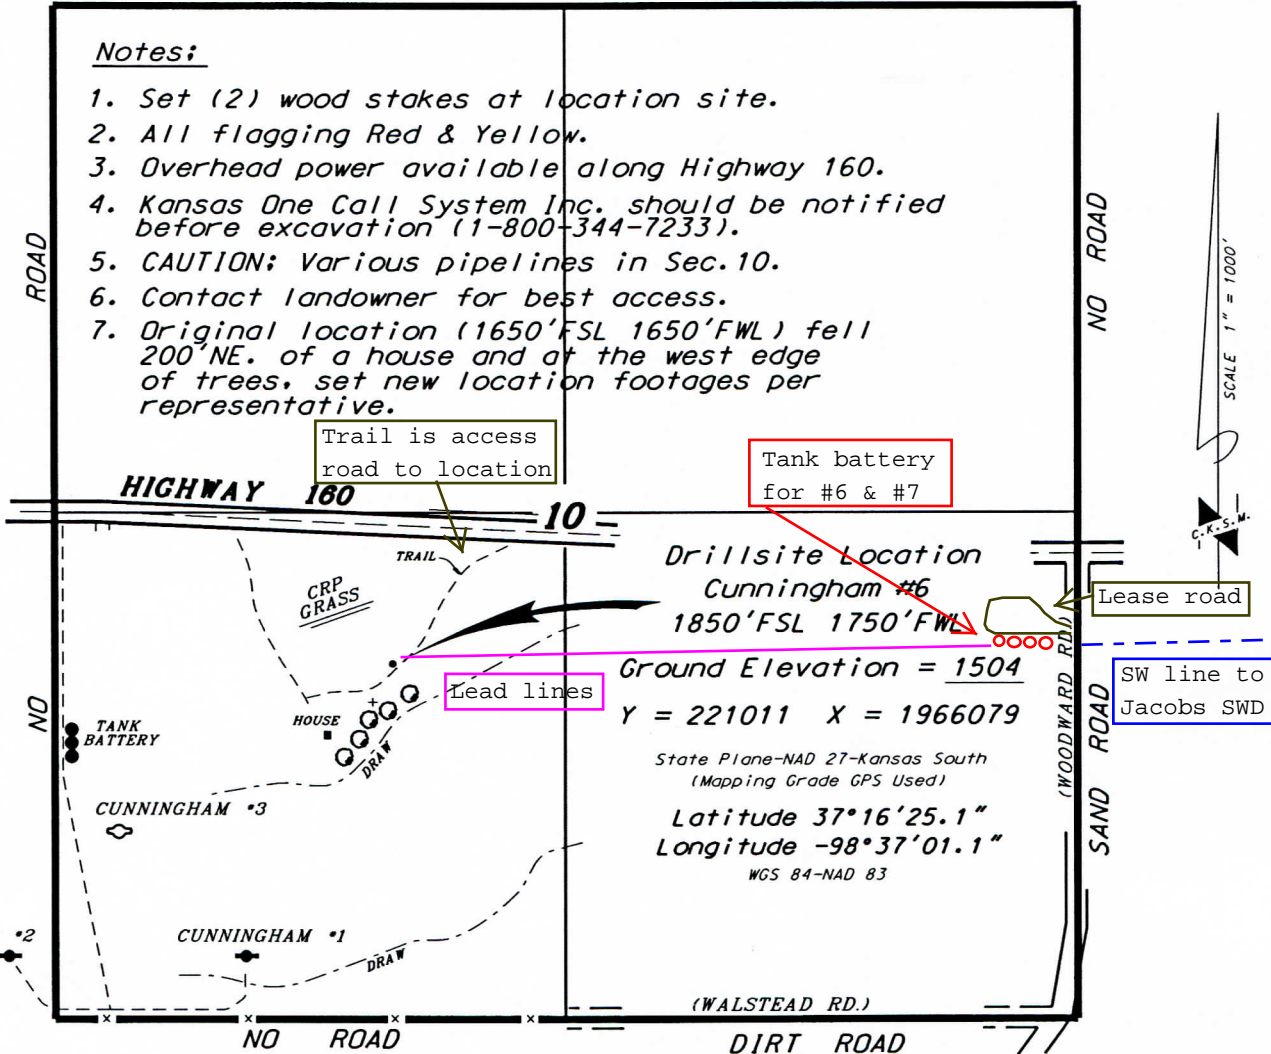 Notes:
1. Set (2) wood stakes at location site.
2. All flagging Red & Yellow.
3. Overhead power available along Highway 160.
4. Kansas One Call System Inc. should be notified
before excavation (1-800-344-7233).
5. CAUTION: Various pipelines in Sec.10.
6. Contact landowner for best access.
7. Original location (1650'FSL 1650'FWL) fell
200'NE. of a house and at the west edge
of trees, set new location footages per
representative.
ROAD
NO
NO ROAD
SCALE 1" = 1000'
C.K.S.M.
Trail is access
road to location
Tank battery
for #6 & #7
HIGHWAY 160
10
TRAIL
CRP
GRASS
Drillsite Location
Cunningham #6
1850'FSL 1750'FWL
Ground Elevation = 1504
Y = 221011 X = 1966079
State Plane-NAD 27-Kansas South
(Mapping Grade GPS Used)
Latitude 37°16'25.1"
Longitude -98°37'01.1"
WGS 84-NAD 83
Lease road
SW line to
Jacobs SWD
Lead lines
HOUSE
TANK
BATTERY
DRAW
CUNNINGHAM #3
(WOODWARD RD.)
SAND ROAD
#2
CUNNINGHAM #1
DRAW
(WALSTEAD RD.)
NO ROAD
DIRT ROAD